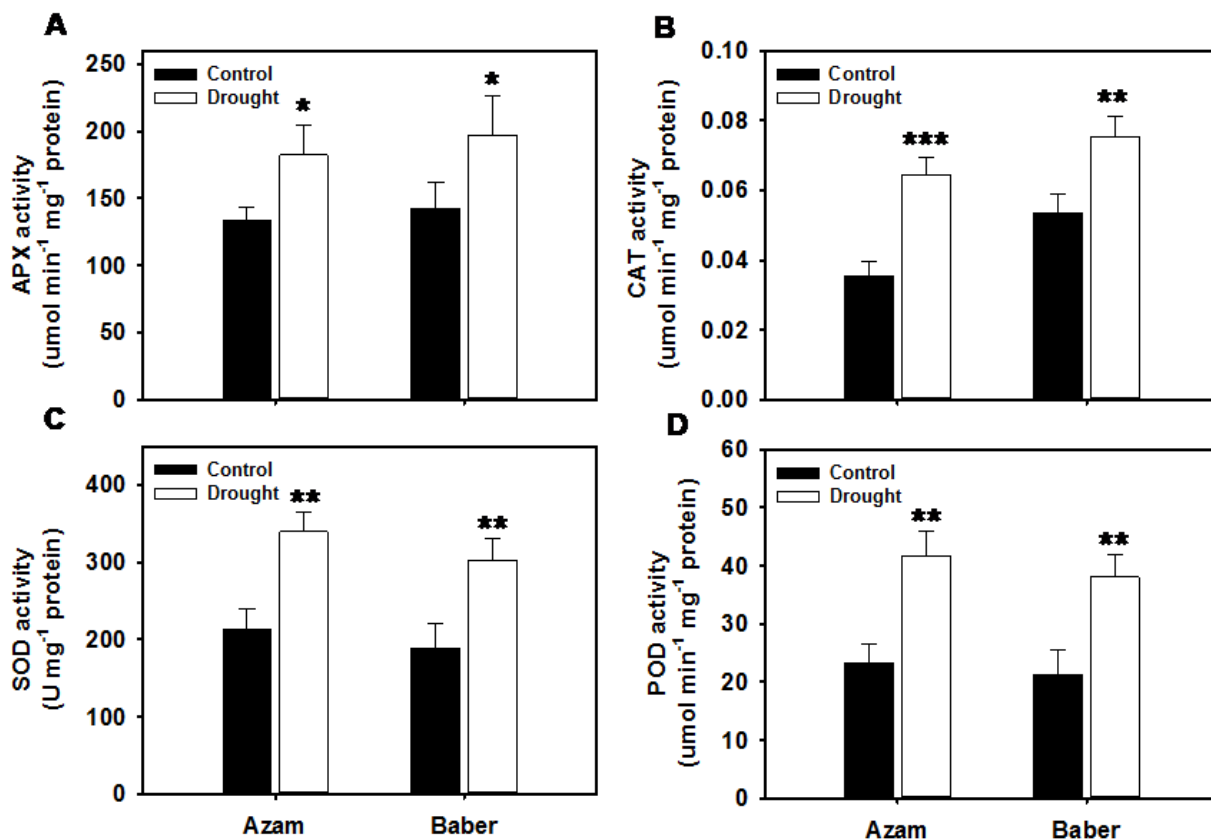 A
APX activity
(umol min⁻¹ mg⁻¹ protein)
250
200
150
100
50
0
Control
Drought
*
*
B
CAT activity
(umol min⁻¹ mg⁻¹ protein)
0.10
0.08
0.06
0.04
0.02
0.00
Control
Drought
***
**
C
SOD activity
(U mg⁻¹ protein)
400
300
200
100
0
Control
Drought
**
**
Azam Baber
D
POD activity
(umol min⁻¹ mg⁻¹ protein)
60
50
40
30
20
10
0
Control
Drought
**
**
Azam Baber